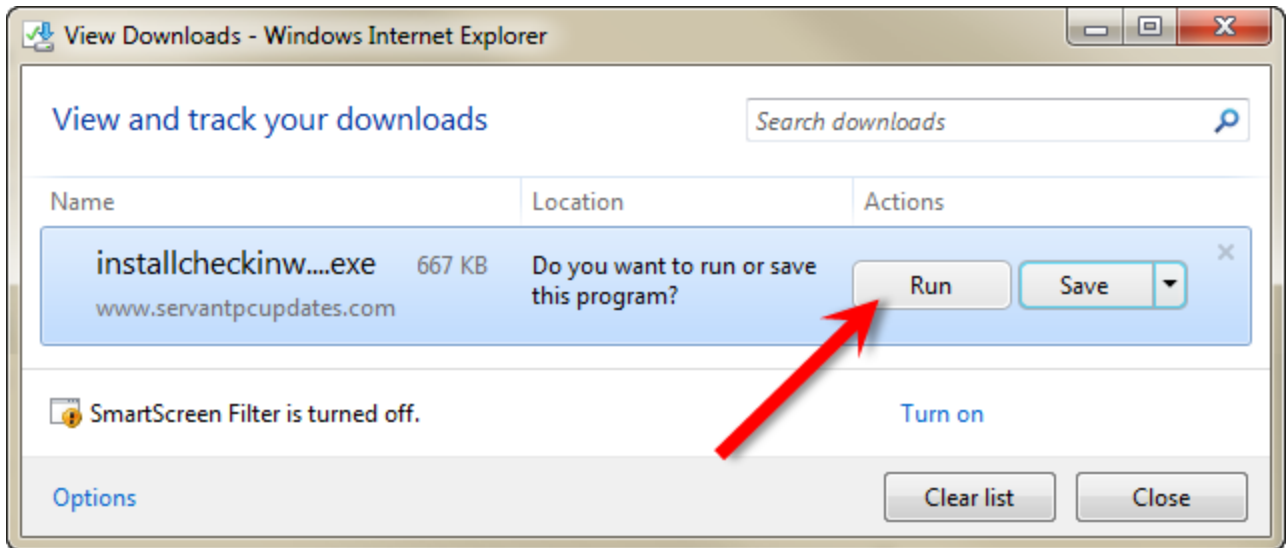 View Downloads - Windows Internet Explorer
View and track your downloads
Search downloads
Name Location Actions
installcheckinw....exe 667 KB Do you want to run or save this program? Run Save
www.servantpcupdates.com
SmartScreen Filter is turned off. Turn on
Options Clear list Close